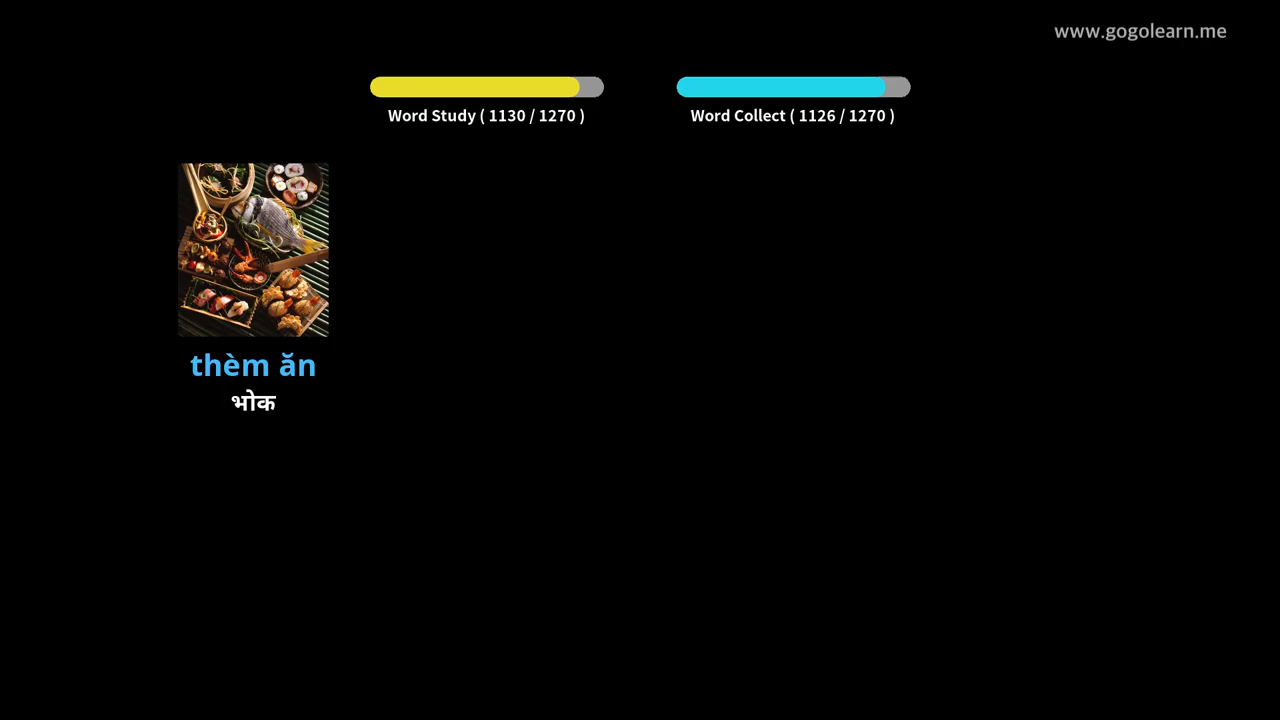 www.gogolearn.me
Word Study ( 1130 / 1270 )
Word Collect ( 1126 / 1270 )
thèm ăn
भोक